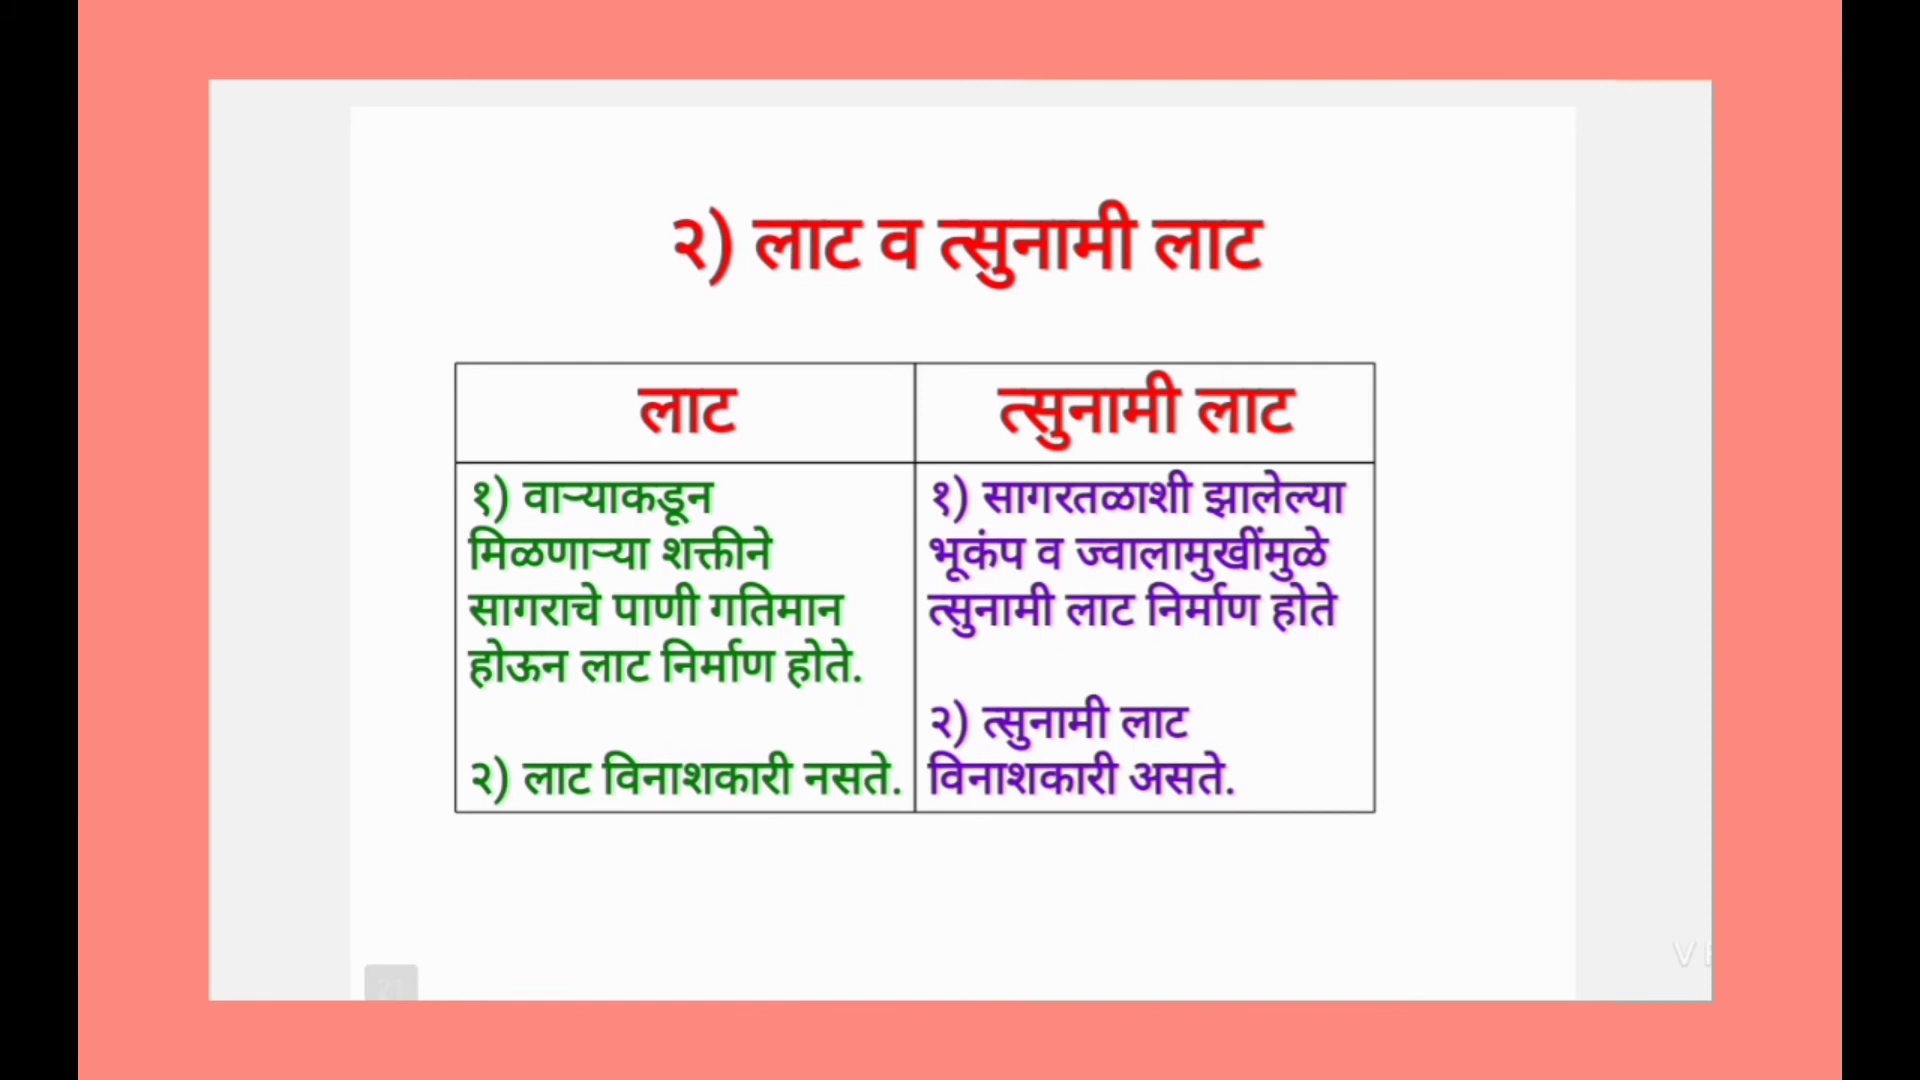 २) लाट व त्सुनामी लाट
लाट
त्सुनामी लाट
१) वाऱ्याकडून
मिळणाऱ्या शक्तीने
सागराचे पाणी गतिमान
होऊन लाट निर्माण होते.
२) लाट विनाशकारी नसते.
१) सागरतळाशी झालेल्या
भूकंप व ज्वालामुखींमुळे
त्सुनामी लाट निर्माण होते
२) त्सुनामी लाट
विनाशकारी असते.